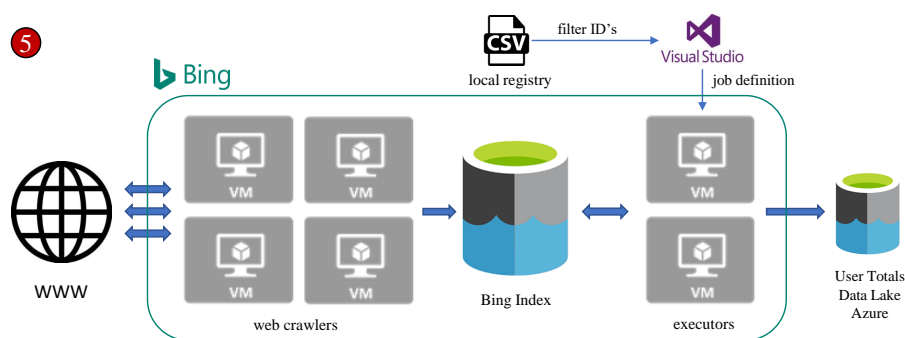 5
CSV
filter ID's
Visual Studio
local registry
job definition
Bing
VM
VM
VM
VM
VM
VM
WWW
web crawlers
Bing Index
executors
User Totals
Data Lake
Azure